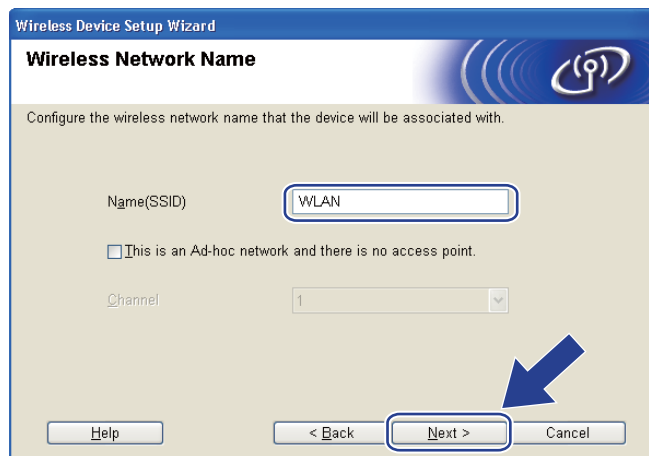 Wireless Device Setup Wizard
Wireless Network Name
Configure the wireless network name that the device will be associated with.
Name(SSID) WLAN
This is an Ad-hoc network and there is no access point.
Channel 1
Help < Back Next > Cancel